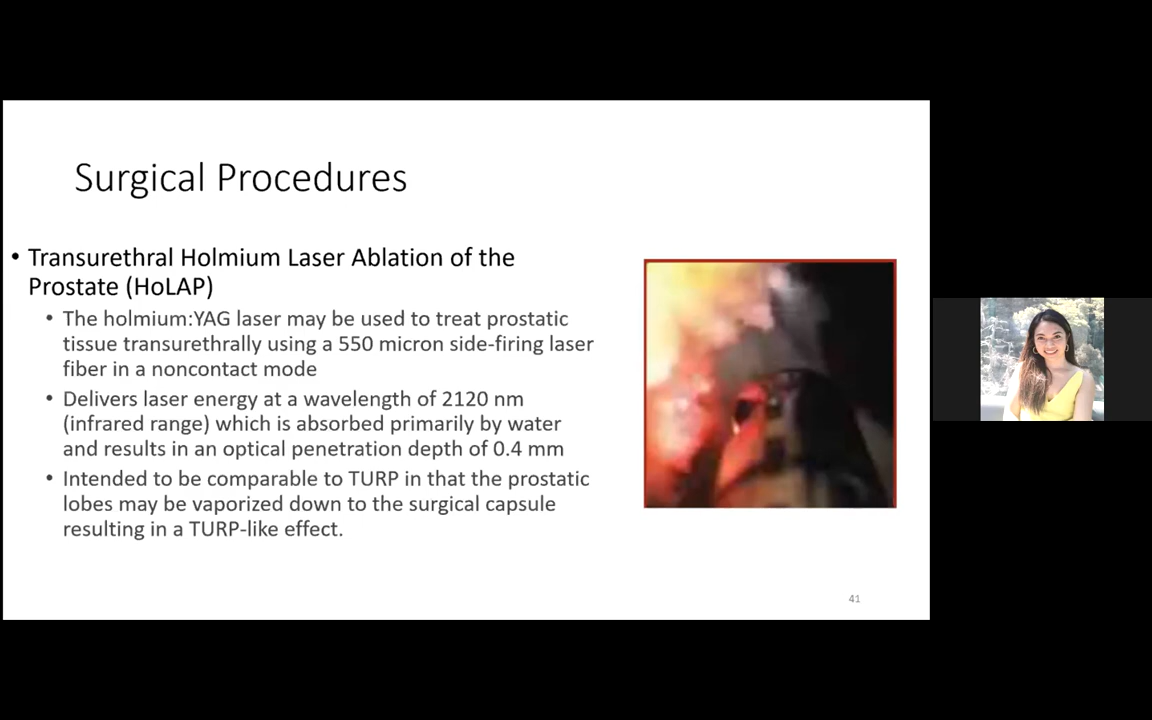 Surgical Procedures
• Transurethral Holmium Laser Ablation of the
Prostate (HoLAP)
• The holmium:YAG laser may be used to treat prostatic
tissue transurethrally using a 550 micron side-firing laser
fiber in a noncontact mode
• Delivers laser energy at a wavelength of 2120 nm
(infrared range) which is absorbed primarily by water
and results in an optical penetration depth of 0.4 mm
• Intended to be comparable to TURP in that the prostatic
lobes may be vaporized down to the surgical capsule
resulting in a TURP-like effect.
41